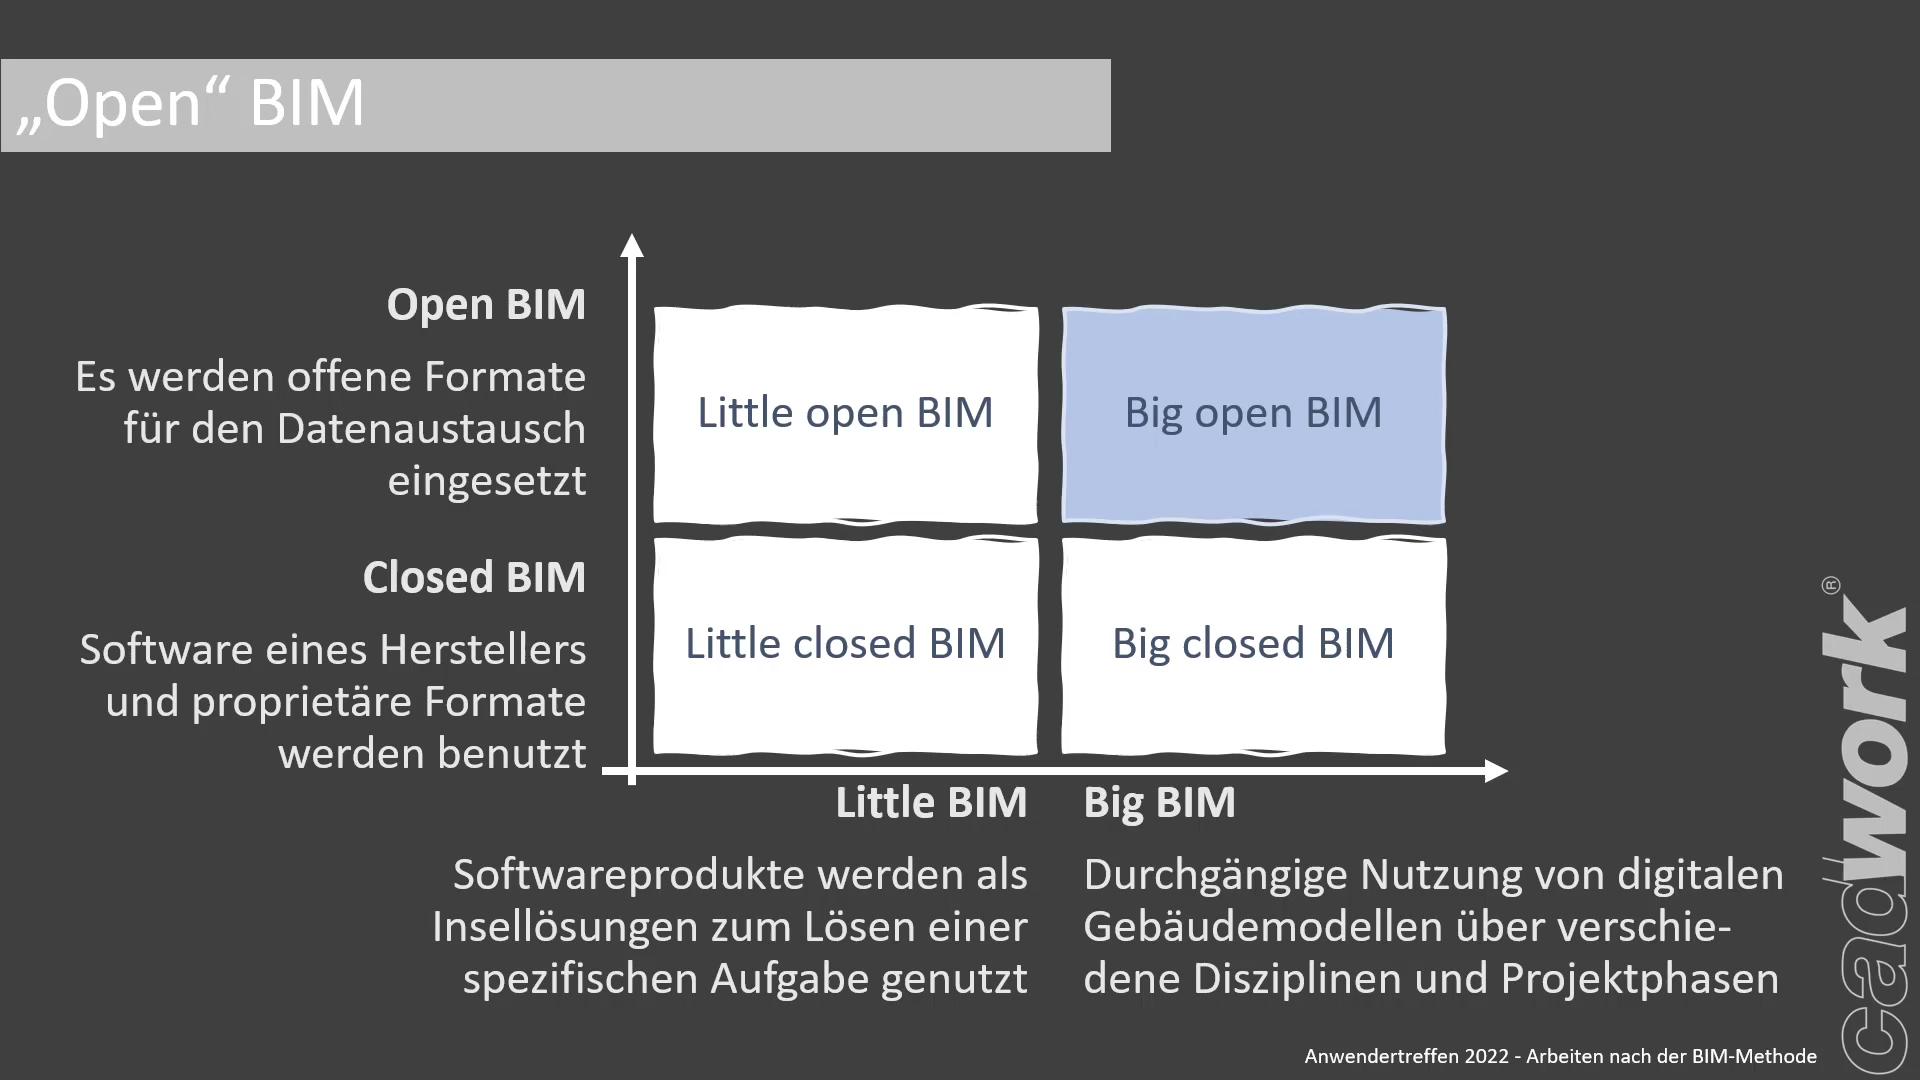 „Open“ BIM
Open BIM
Es werden offene Formate
für den Datenaustausch
eingesetzt
Closed BIM
Software eines Herstellers
und proprietäre Formate
werden benutzt
Little open BIM
Big open BIM
Little closed BIM
Big closed BIM
Little BIM
Softwareprodukte werden als
Insellösungen zum Lösen einer
spezifischen Aufgabe genutzt
Big BIM
Durchgängige Nutzung von digitalen
Gebäudemodellen über verschie-
dene Disziplinen und Projektphasen
Anwendertreffen 2022 - Arbeiten nach der BIM-Methode
cadwork®